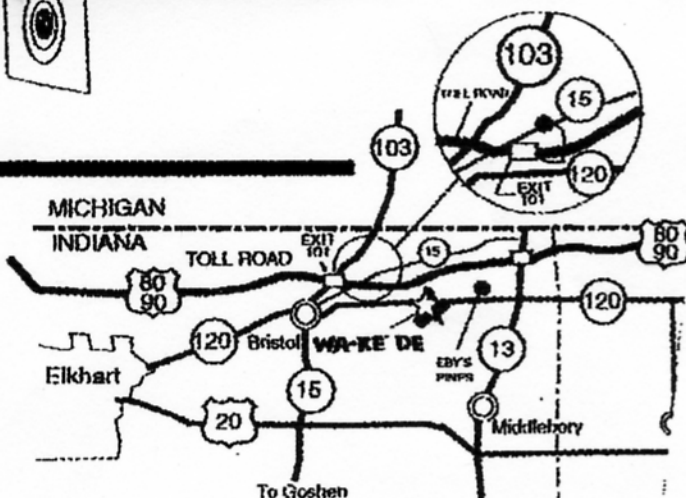 103
TOLL ROAD
15
EXIT
101
120
103
MICHIGAN
INDIANA
TOLL ROAD
EXIT
101
15
80
90
80
90
120
Bristol
WA-KE' DE
EBY'S
PINES
120
13
Elkhart
15
20
Middlebory
To Goshen